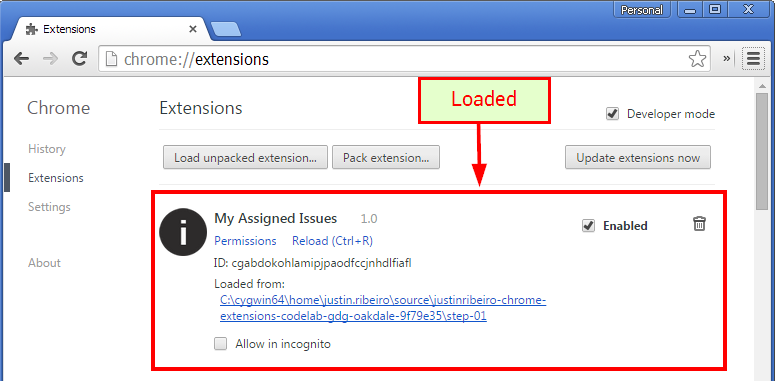 Personal
Extensions
chrome://extensions
»
Chrome
Extensions
Loaded
Developer mode
History
Extensions
Settings
About
Load unpacked extension...
Pack extension...
Update extensions now
i
My Assigned Issues 1.0
Enabled
Permissions Reload (Ctrl+R)
ID: cgabdokohlamipjpaodfccjnhdlfiafl
Loaded from:
C:\cygwin64\home\justin.ribeiro\source\justinribeiro-chrome-
extensions-codelab-gdg-oakdale-9f79e35\step-01
Allow in incognito